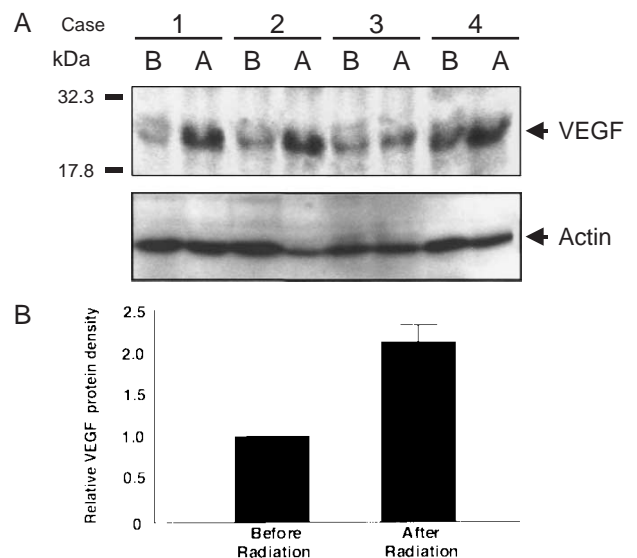 A Case 1 2 3 4
kDa B A B A B A B A
32.3
VEGF
17.8
Actin
B
Relative VEGF protein density
2.5
2.0
1.5
1.0
0.5
0
Before Radiation
After Radiation